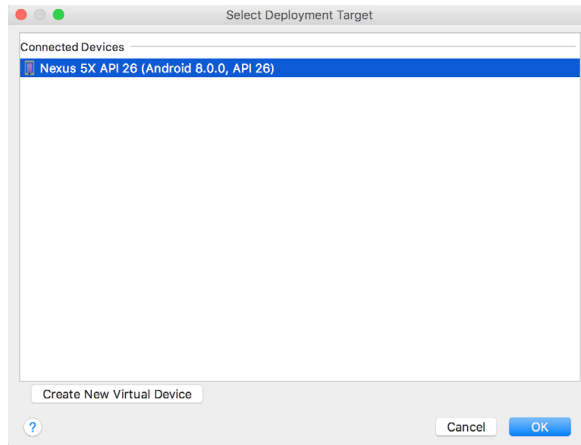 Select Deployment Target
Connected Devices
Nexus 5X API 26 (Android 8.0.0, API 26)
Create New Virtual Device
?
Cancel
OK